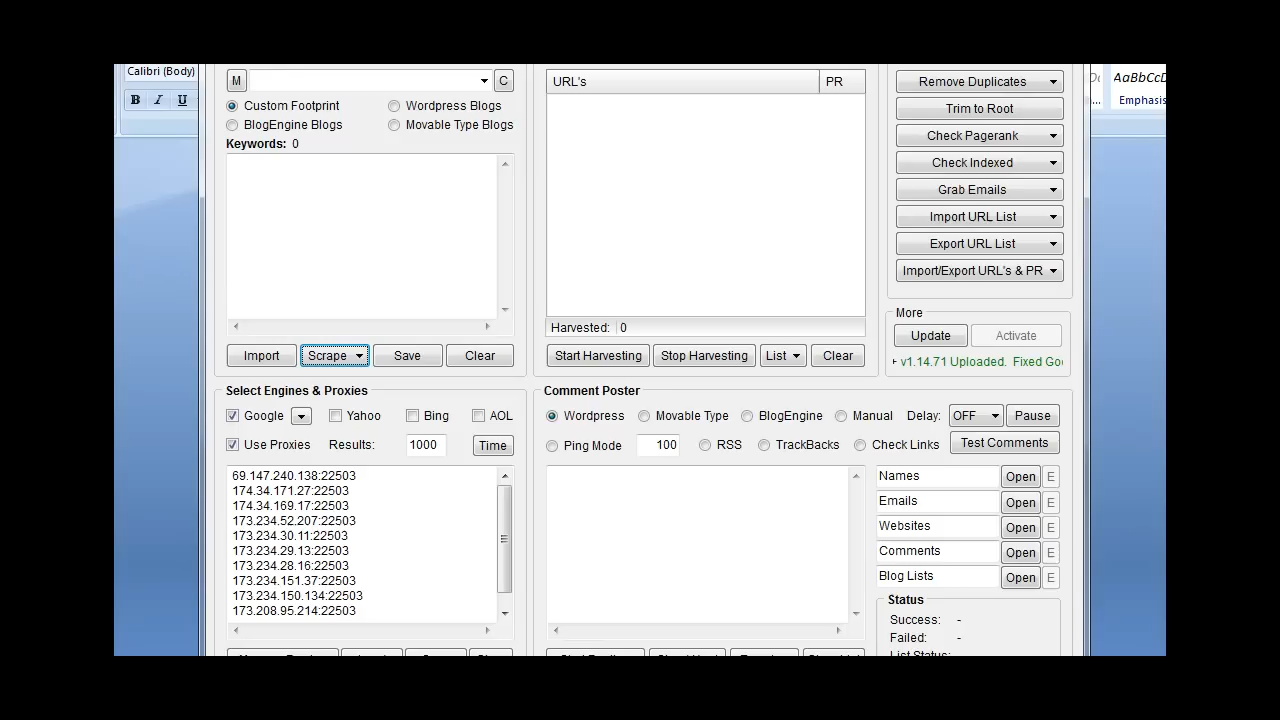 Calibri (Body)
B I U
AaBbCcD
Emphasis
M
C
Custom Footprint
Wordpress Blogs
BlogEngine Blogs
Movable Type Blogs
Keywords: 0
Import
Scrape
Save
Clear
URL's
PR
Harvested: 0
Start Harvesting
Stop Harvesting
List
Clear
Remove Duplicates
Trim to Root
Check Pagerank
Check Indexed
Grab Emails
Import URL List
Export URL List
Import/Export URL's & PR
More
Update
Activate
v1.14.71 Uploaded. Fixed Goo
Select Engines & Proxies
Google
Yahoo
Bing
AOL
Use Proxies
Results: 1000
Time
69.147.240.138:22503
174.34.171.27:22503
174.34.169.17:22503
173.234.52.207:22503
173.234.30.11:22503
173.234.29.13:22503
173.234.28.16:22503
173.234.151.37:22503
173.234.150.134:22503
173.208.95.214:22503
Comment Poster
Wordpress
Movable Type
BlogEngine
Manual
Delay: OFF
Pause
Ping Mode 100
RSS
TrackBacks
Check Links
Test Comments
Names
Open
E
Emails
Open
E
Websites
Open
E
Comments
Open
E
Blog Lists
Open
E
Status
Success: -
Failed: -
List Status: